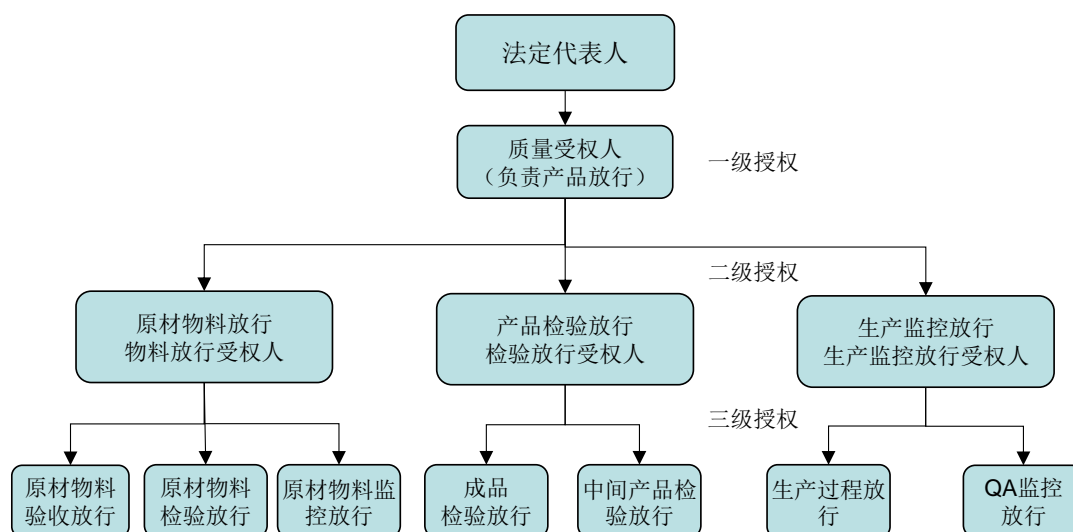 法定代表人
质量受权人
（负责产品放行）
一级授权
二级授权
原材物料放行
物料放行受权人
产品检验放行
检验放行受权人
生产监控放行
生产监控放行受权人
三级授权
原材物料
验收放行
原材物料
检验放行
原材物料监
控放行
成品
检验放行
中间产品检
验放行
生产过程放
行
QA监控
放行